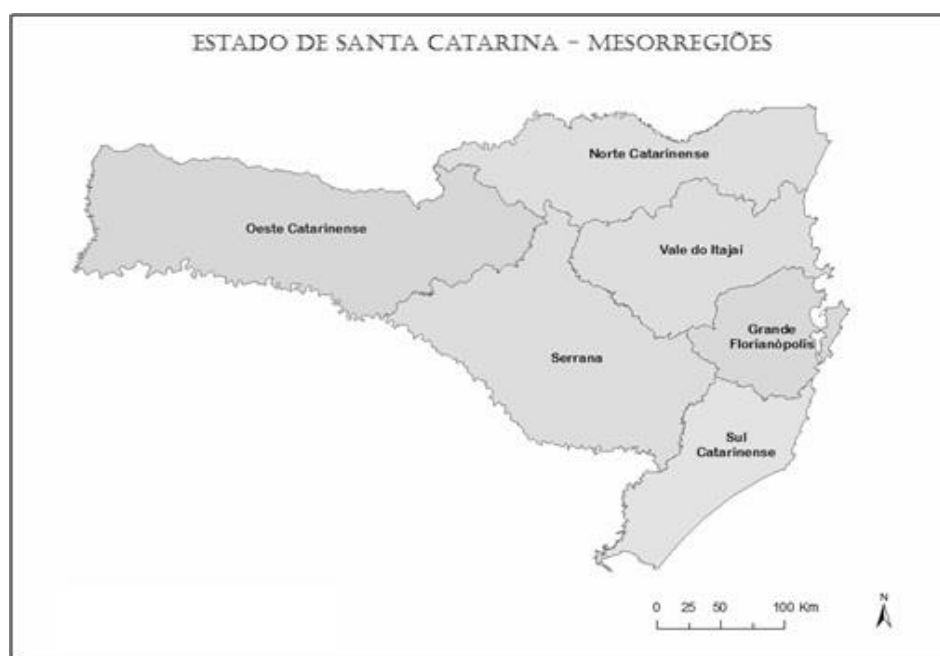 ESTADO DE SANTA CATARINA – MESORREGIÕES
Norte Catarinense
Oeste Catarinense
Vale do Itajaí
Grande
Florianópolis
Serrana
Sul
Catarinense
0 25 50 100 Km
N